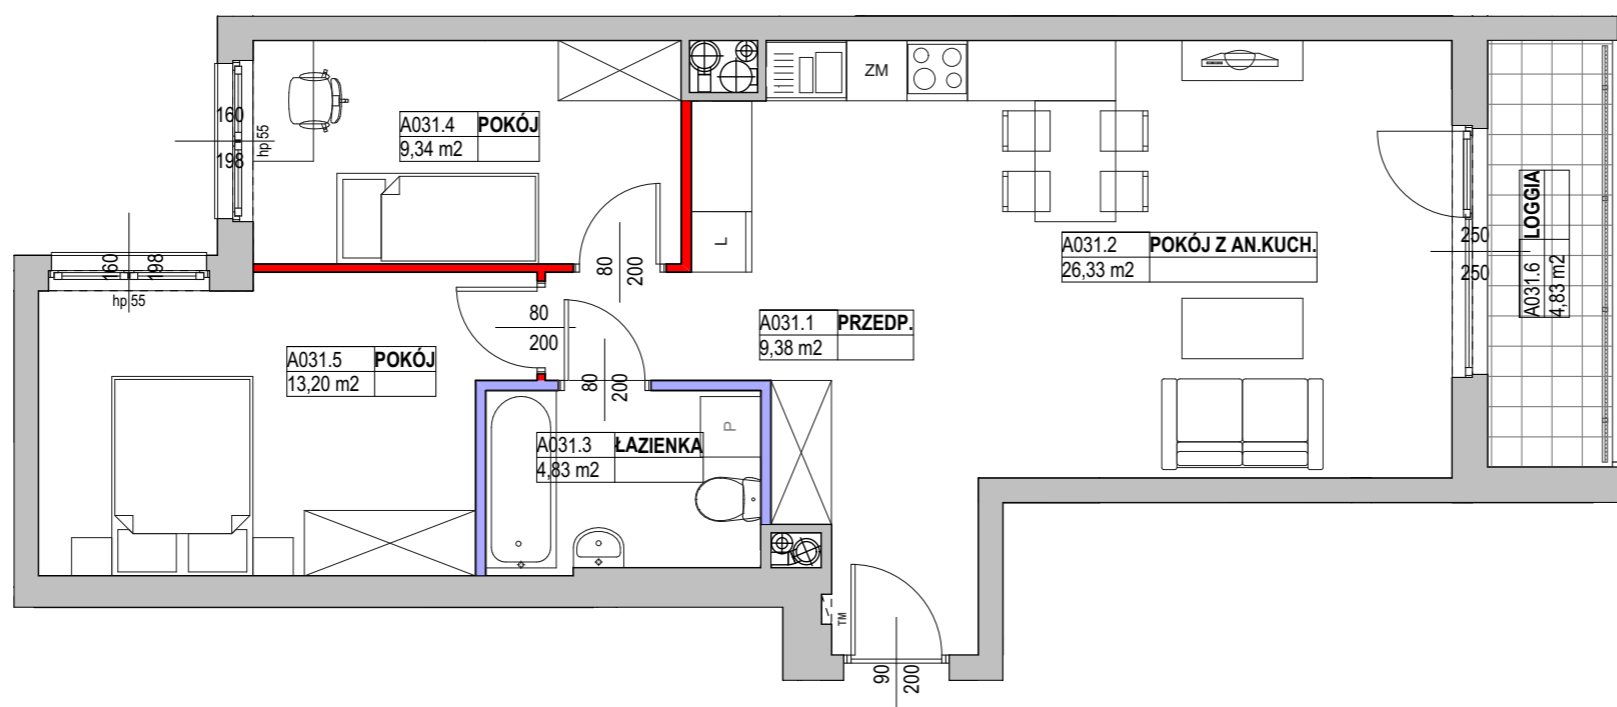 ZM
A031.4 POKÓJ
9,34 m2
160
198
hp 55
L
80
200
A031.2 POKÓJ Z AN.KUCH.
26,33 m2
250
250
A031.6 LOGGIA
4,83 m2
160
198
hp 55
80
200
A031.1 PRZEDP.
9,38 m2
A031.5 POKÓJ
13,20 m2
80
200
P
A031.3 ŁAZIENKA
4,83 m2
TM
90
200